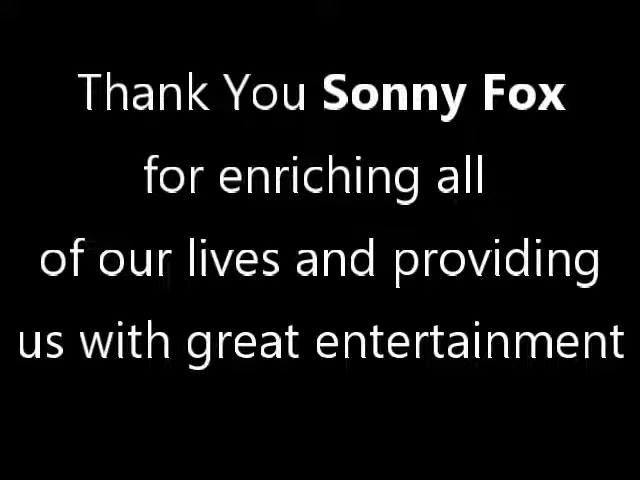 Thank You Sonny Fox
for enriching all
of our lives and providing
us with great entertainment